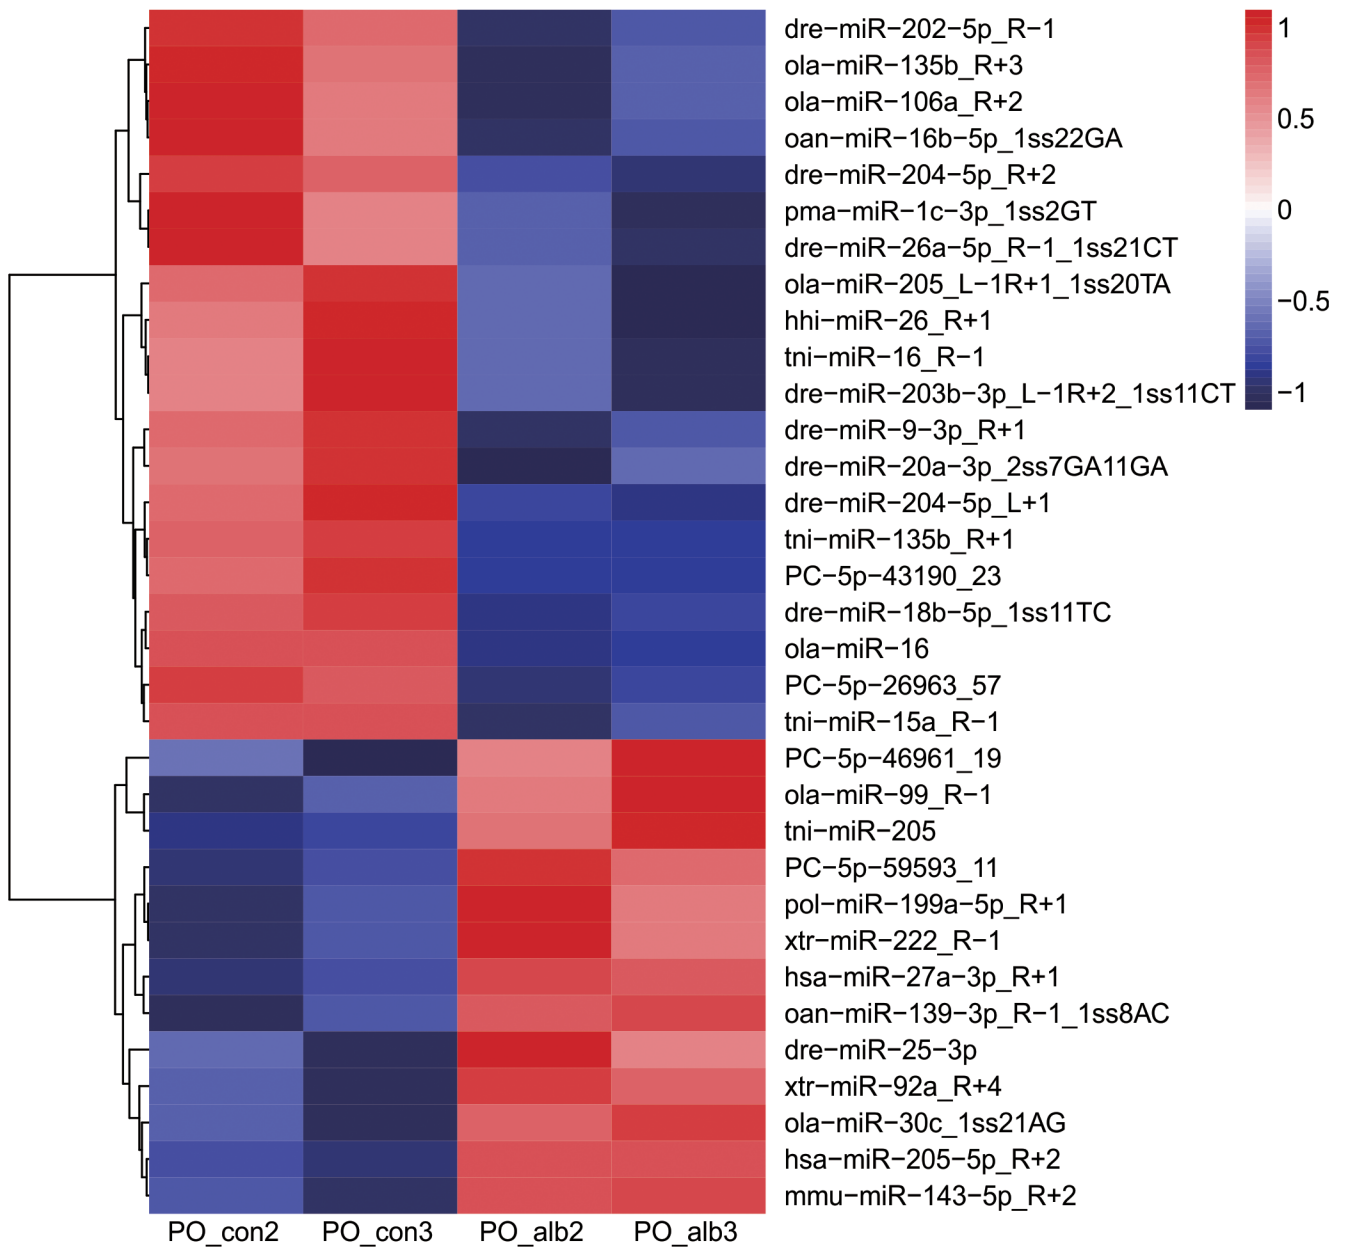 dre−miR−202−5p_R−1
ola−miR−135b_R+3
ola−miR−106a_R+2
oan−miR−16b−5p_1ss22GA
dre−miR−204−5p_R+2
pma−miR−1c−3p_1ss2GT
dre−miR−26a−5p_R−1_1ss21CT
ola−miR−205_L−1R+1_1ss20TA
hhi−miR−26_R+1
tni−miR−16_R−1
dre−miR−203b−3p_L−1R+2_1ss11CT
dre−miR−9−3p_R+1
dre−miR−20a−3p_2ss7GA11GA
dre−miR−204−5p_L+1
tni−miR−135b_R+1
PC−5p−43190_23
dre−miR−18b−5p_1ss11TC
ola−miR−16
PC−5p−26963_57
tni−miR−15a_R−1
PC−5p−46961_19
ola−miR−99_R−1
tni−miR−205
PC−5p−59593_11
pol−miR−199a−5p_R+1
xtr−miR−222_R−1
hsa−miR−27a−3p_R+1
oan−miR−139−3p_R−1_1ss8AC
dre−miR−25−3p
xtr−miR−92a_R+4
ola−miR−30c_1ss21AG
hsa−miR−205−5p_R+2
mmu−miR−143−5p_R+2
1
0.5
0
−0.5
−1
PO_con2 PO_con3 PO_alb2 PO_alb3